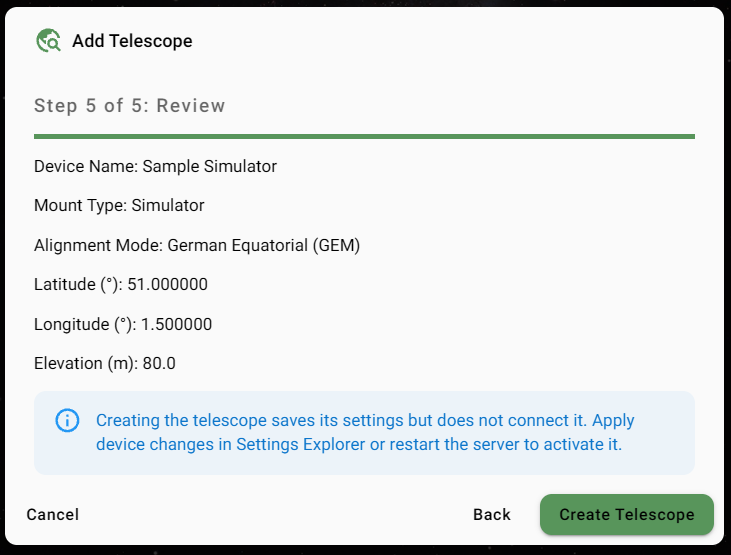 Add Telescope
Step 5 of 5: Review
Device Name: Sample Simulator
Mount Type: Simulator
Alignment Mode: German Equatorial (GEM)
Latitude (°): 51.000000
Longitude (°): 1.500000
Elevation (m): 80.0
Creating the telescope saves its settings but does not connect it. Apply
device changes in Settings Explorer or restart the server to activate it.
Cancel
Back
Create Telescope